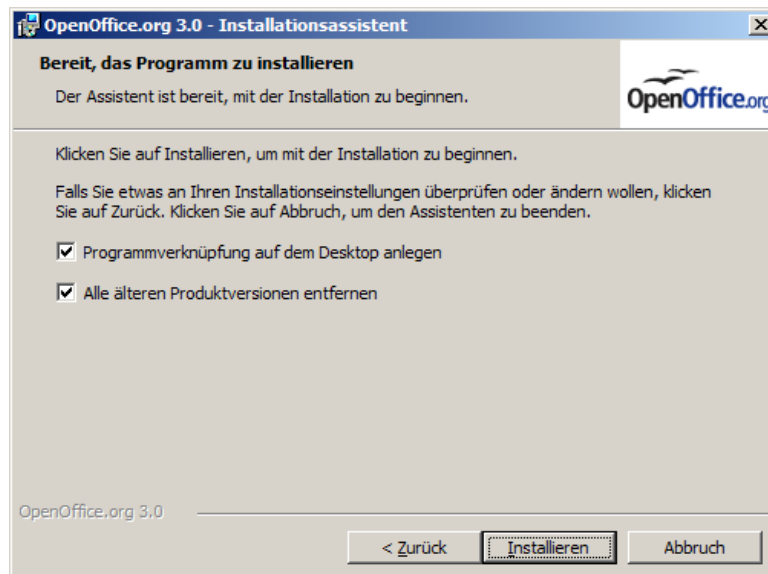 OpenOffice.org 3.0 - Installationsassistent
Bereit, das Programm zu installieren
Der Assistent ist bereit, mit der Installation zu beginnen.
OpenOffice.org
Klicken Sie auf Installieren, um mit der Installation zu beginnen.
Falls Sie etwas an Ihren Installationseinstellungen überprüfen oder ändern wollen, klicken
Sie auf Zurück. Klicken Sie auf Abbruch, um den Assistenten zu beenden.
Programmverknüpfung auf dem Desktop anlegen
Alle älteren Produktversionen entfernen
OpenOffice.org 3.0
< Zurück Installieren Abbruch